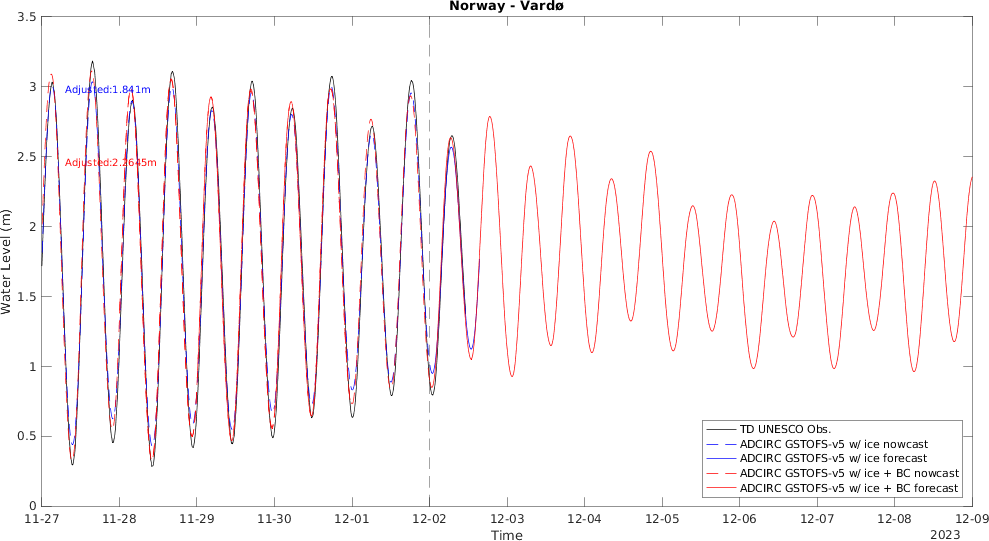 Norway - Vardø
3.5
3
2.5
2
1.5
1
0.5
0
Water Level (m)
Adjusted:1.841m
Adjusted:2.2645m
TD UNESCO Obs.
ADCIRC GSTOFS-v5 w/ ice nowcast
ADCIRC GSTOFS-v5 w/ ice forecast
ADCIRC GSTOFS-v5 w/ ice + BC nowcast
ADCIRC GSTOFS-v5 w/ ice + BC forecast
11-27 11-28 11-29 11-30 12-01 12-02 12-03 12-04 12-05 12-06 12-07 12-08 12-09
Time
2023